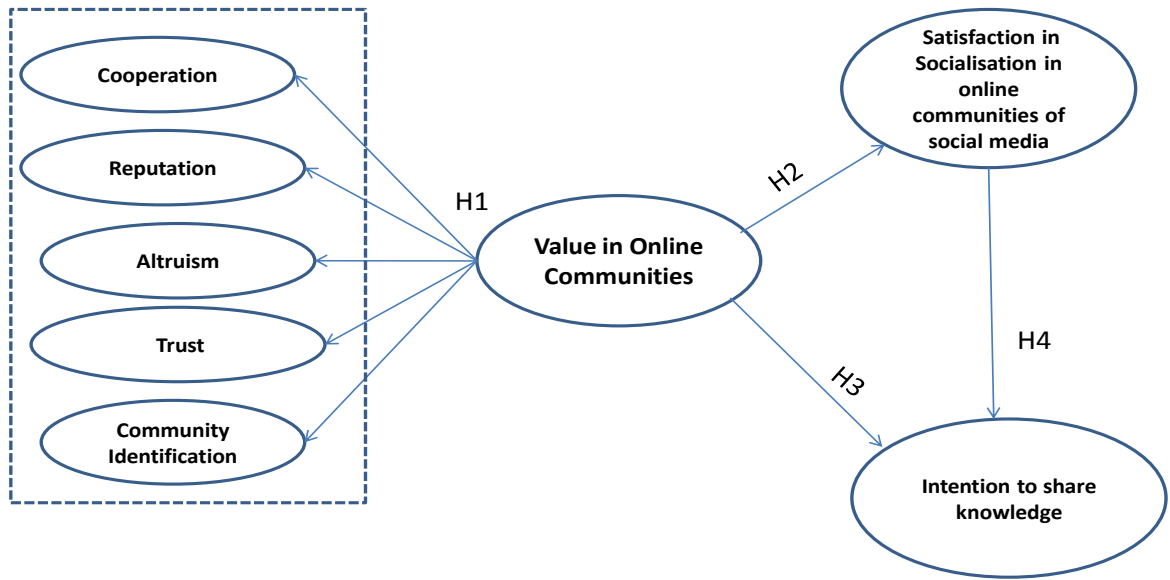 Cooperation
Reputation
Altruism
Trust
Community
Identification
H1
Value in Online
Communities
H2
H3
Satisfaction in
Socialisation in
online
communities of
social media
H4
Intention to share
knowledge